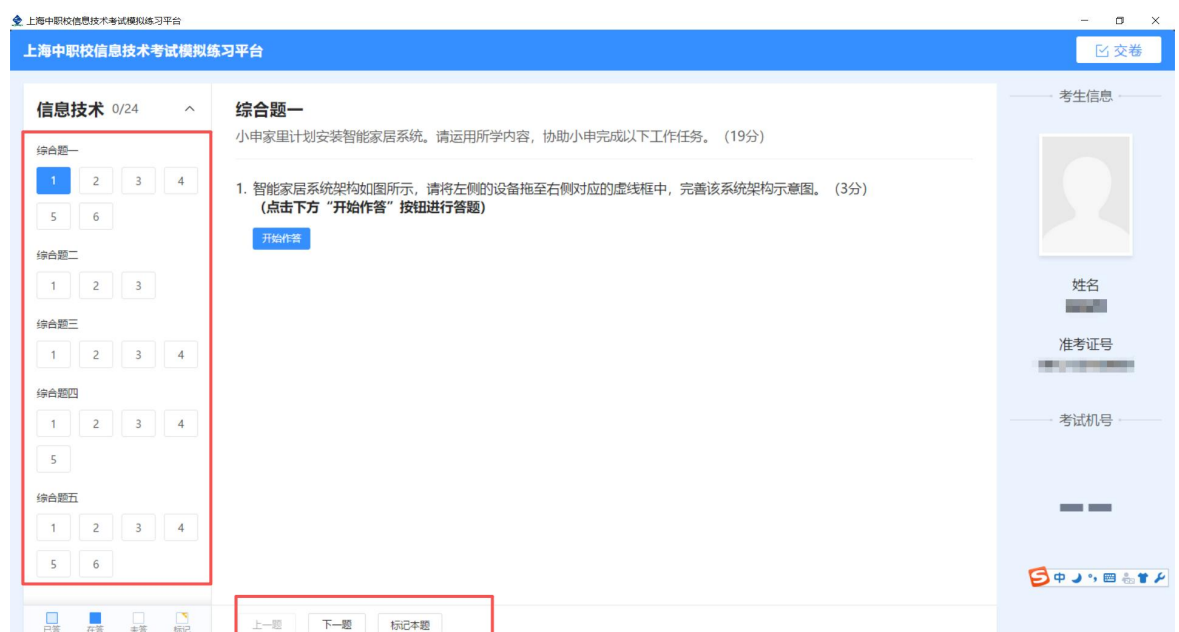 上海中职校信息技术考试模拟练习平台
上海中职校信息技术考试模拟练习平台
交卷
信息技术 0/24
综合题一
1 2 3 4
5 6
综合题二
1 2 3
综合题三
1 2 3 4
综合题四
1 2 3 4
5
综合题五
1 2 3 4
5 6
已答 在答 未答 标记
综合题一
小申家里计划安装智能家居系统。请运用所学内容，协助小申完成以下工作任务。（19分）
1. 智能家居系统架构如图所示，请将左侧的设备拖至右侧对应的虚线框中，完善该系统架构示意图。（3分）
（点击下方“开始作答”按钮进行答题）
开始作答
上一题 下一题 标记本题
考生信息
姓名
准考证号
考试机号
中